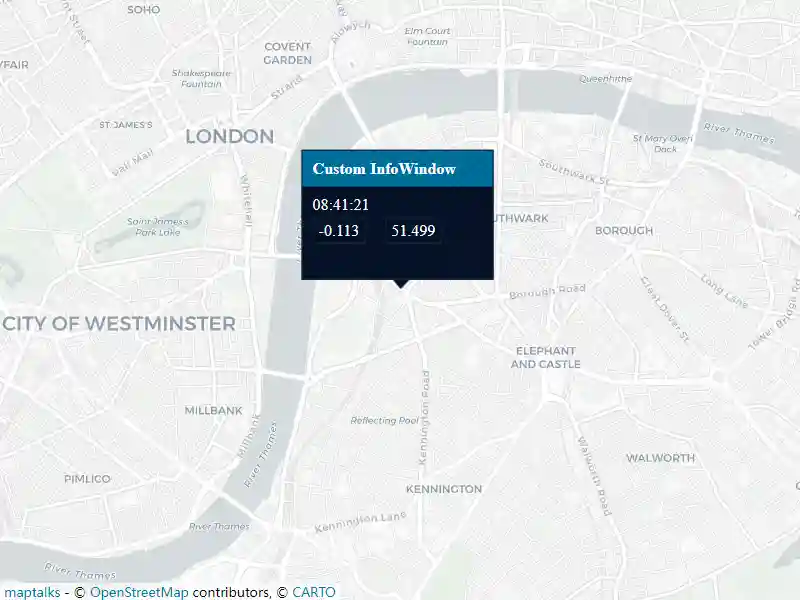 SOHO
Aldwych
Elm Court
Fountain
COVENT
GARDEN
Shakespeare
Fountain
Strand
Queenhithe
ST JAMES'S
LONDON
River Thames
St Mary Overi
Dock
Pall Mall
Whitehall
Custom InfoWindow
Southwark St
08:41:21
-0.113 51.499
Saint James's
Park Lake
BOROUGH
Long Lane
Great Dover St
Borough Road
Tower Bridge Road
CITY OF WESTMINSTER
ELEPHANT
AND CASTLE
MILLBANK
Millbank
River Thames
Reflecting Pool
Kennington Road
WALWORTH
Walworth Road
PIMLICO
KENNINGTON
Kennington Lane
River Thames
River Thames
maptalks - © OpenStreetMap contributors, © CARTO